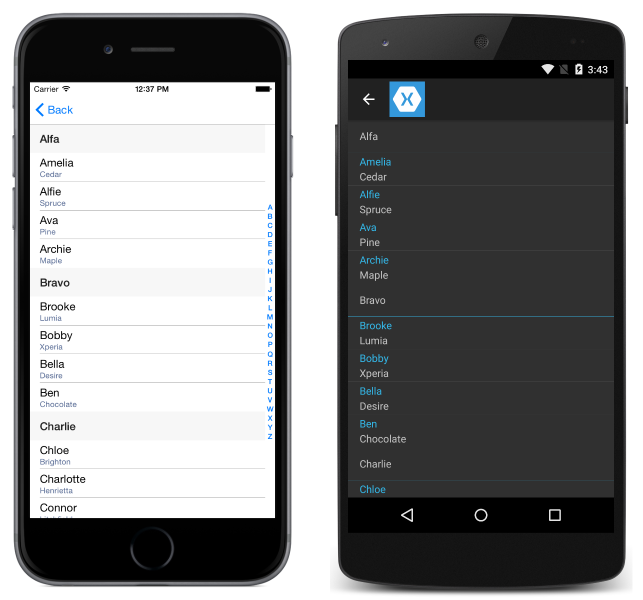 Carrier 12:37 PM
Back
Alfa
Amelia
Cedar
Alfie
Spruce
Ava
Pine
Archie
Maple
Bravo
Brooke
Lumia
Bobby
Xperia
Bella
Desire
Ben
Chocolate
Charlie
Chloe
Brighton
Charlotte
Henrietta
Connor
A
B
C
D
E
F
G
H
I
J
K
L
M
N
O
P
Q
R
S
T
U
V
W
X
Y
Z
3:43
Alfa
Amelia
Cedar
Alfie
Spruce
Ava
Pine
Archie
Maple
Bravo
Brooke
Lumia
Bobby
Xperia
Bella
Desire
Ben
Chocolate
Charlie
Chloe